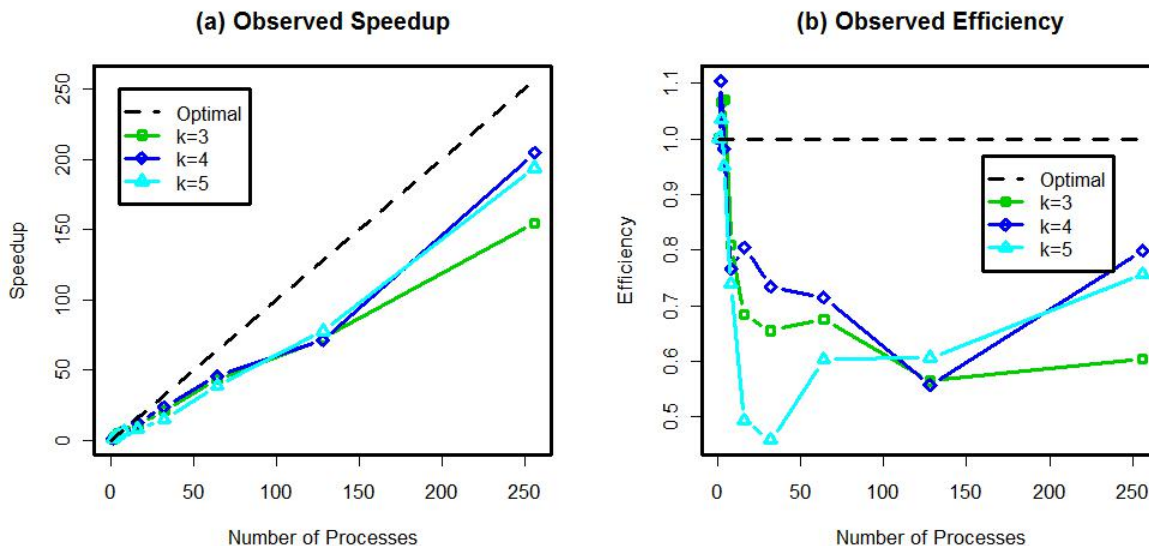 (a) Observed Speedup
Speedup
250
200
150
100
50
0
Optimal
k=3
k=4
k=5
0 50 100 150 200 250
Number of Processes
(b) Observed Efficiency
Efficiency
1.1
1.0
0.9
0.8
0.7
0.6
0.5
Optimal
k=3
k=4
k=5
0 50 100 150 200 250
Number of Processes